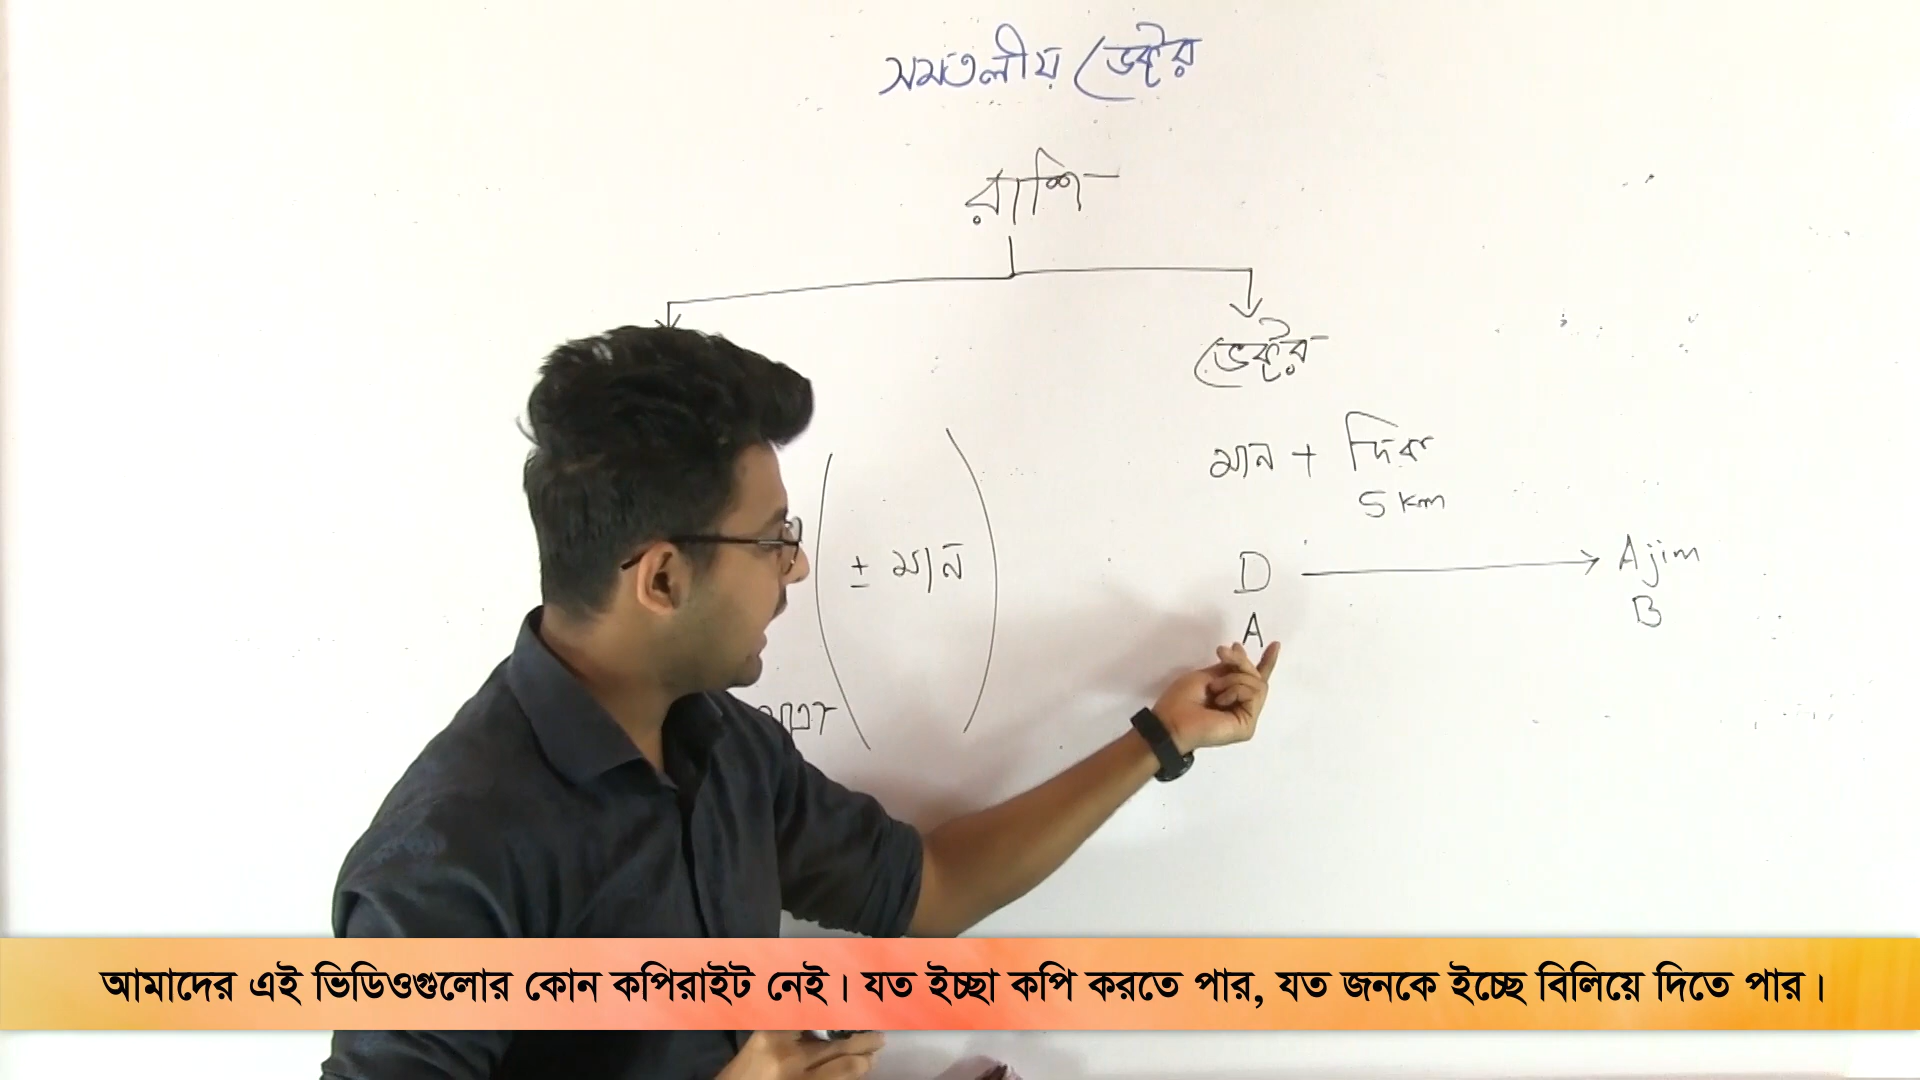 সমতলীয় ভেক্টর
রাশি
ভেক্টর
মান + দিক
5 km
± মান
D
Ajim
A
B
আমাদের এই ভিডিওগুলোর কোন কপিরাইট নেই। যত ইচ্ছা কপি করতে পার, যত জনকে ইচ্ছে বিলিয়ে দিতে পার।